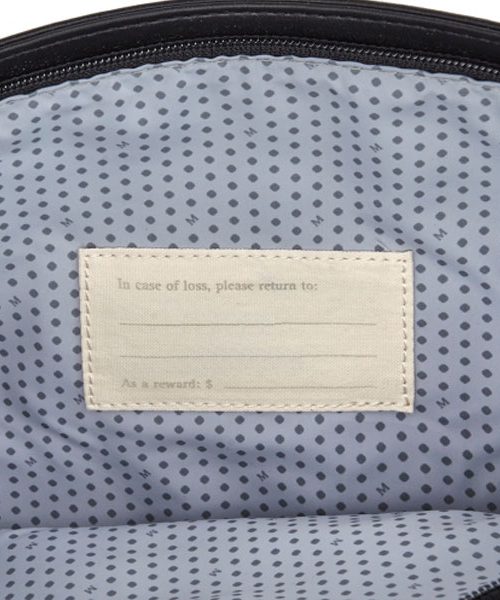 In case of loss, please return to:
As a reward: $